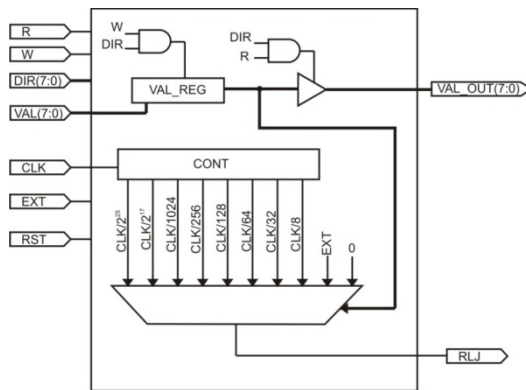 R
W
DIR(7:0)
VAL(7:0)
CLK
EXT
RST
W
DIR
DIR
R
VAL_REG
VAL_OUT(7:0)
CONT
CLK/2²⁵
CLK/2¹⁷
CLK/1024
CLK/256
CLK/128
CLK/64
CLK/32
CLK/8
EXT
0
RLJ